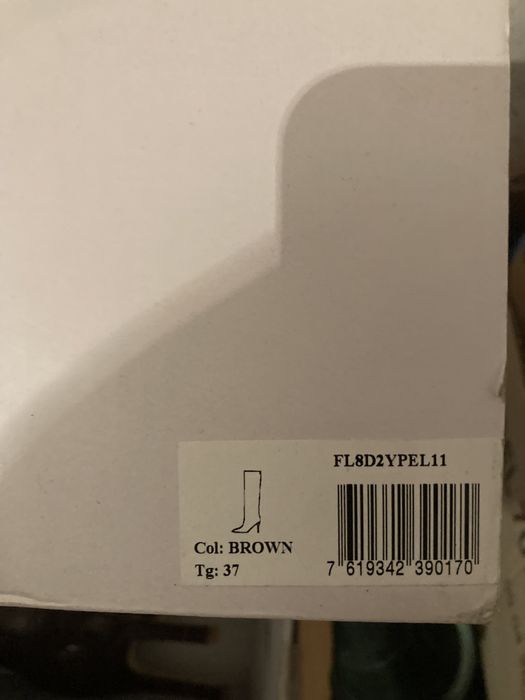 FL8D2YPEL11
Col: BROWN
Tg: 37
7 619342 390170